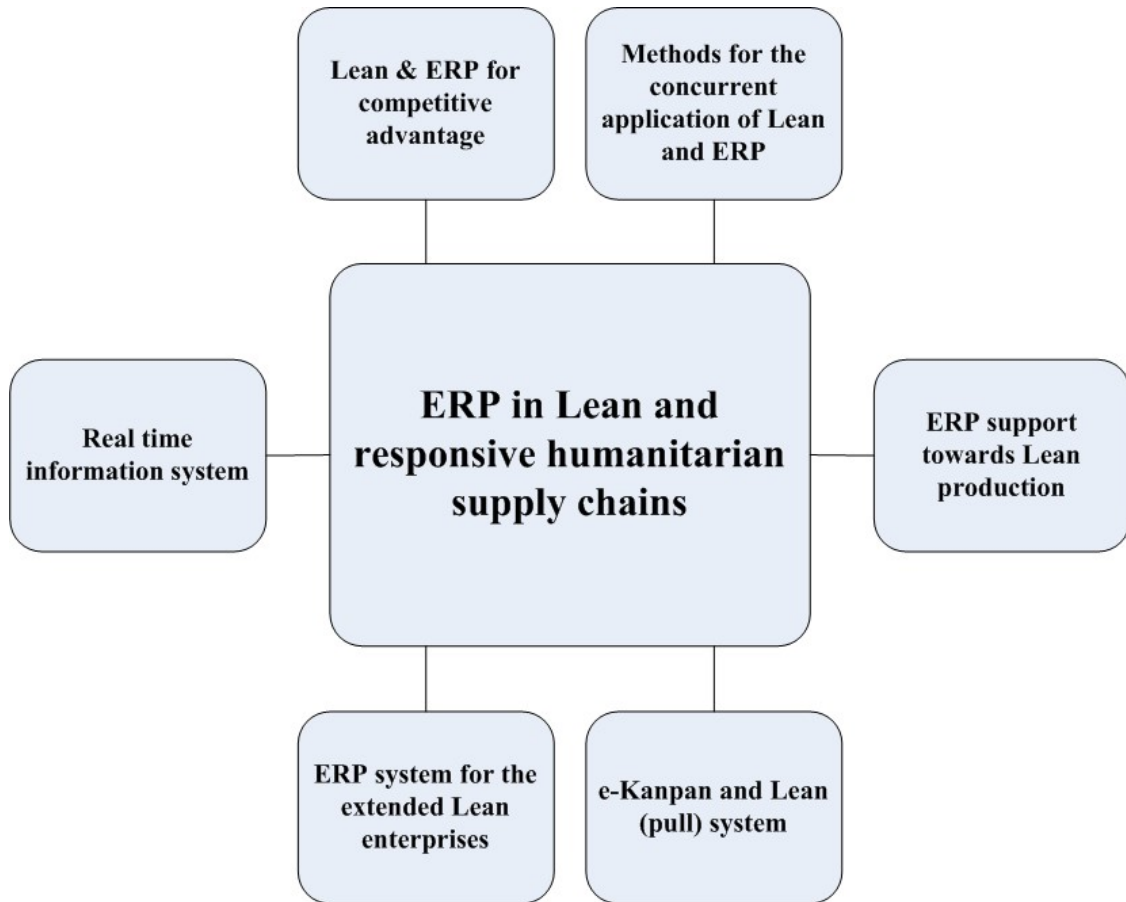 Lean & ERP for
competitive
advantage
Methods for the
concurrent
application of Lean
and ERP
Real time
information system
ERP in Lean and
responsive humanitarian
supply chains
ERP support
towards Lean
production
ERP system for the
extended Lean
enterprises
e-Kanpan and Lean
(pull) system